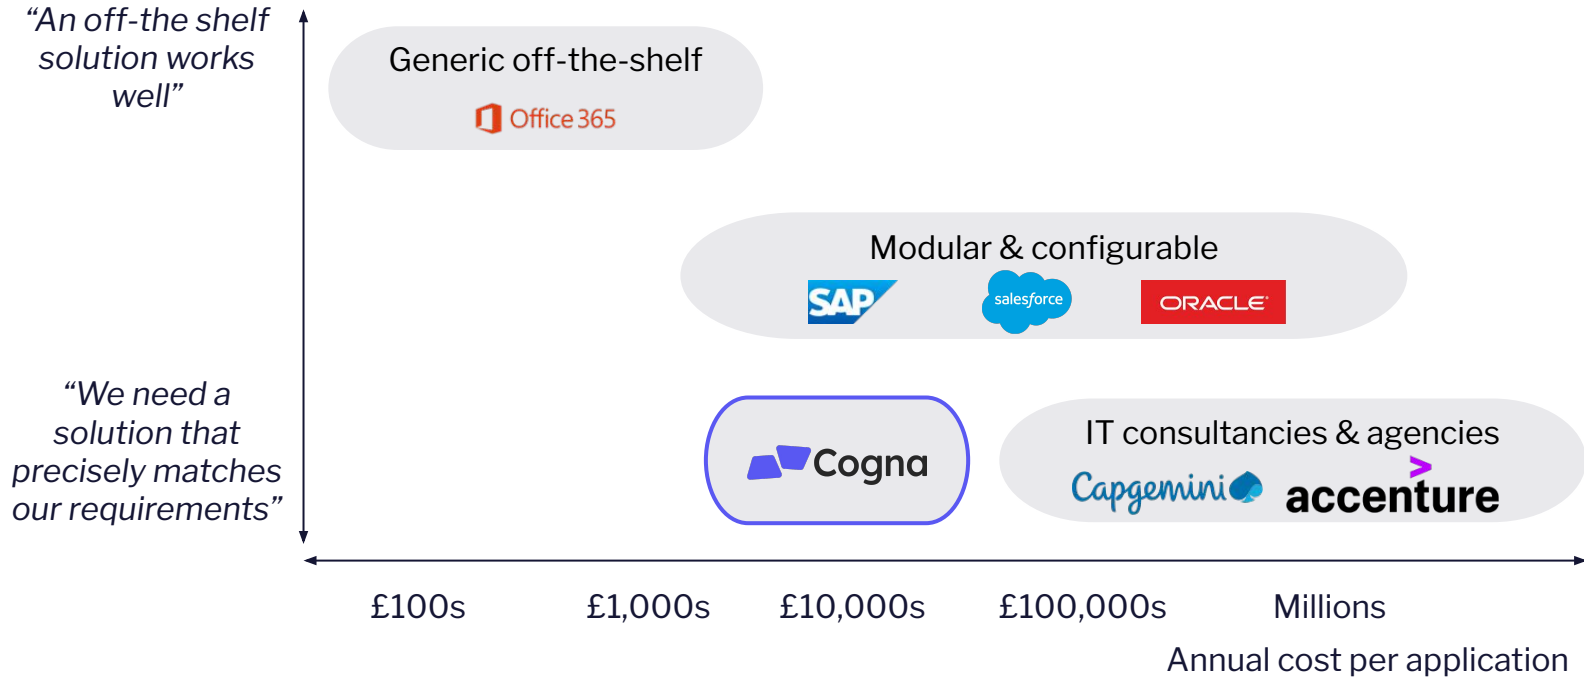 “An off-the shelf
solution works
well”
Generic off-the-shelf
Office 365
Modular & configurable
SAP
salesforce
ORACLE
“We need a
solution that
precisely matches
our requirements”
Cogna
IT consultancies & agencies
Capgemini
>
accenture
£100s
£1,000s
£10,000s
£100,000s
Millions
Annual cost per application